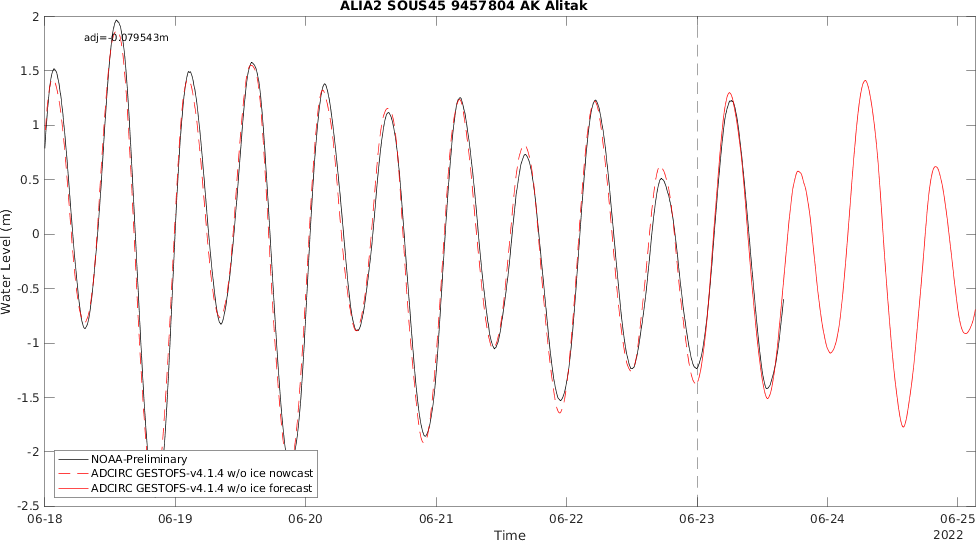 ALIA2 SOUS45 9457804 AK Alitak
adj=-0.079543m
2
1.5
1
0.5
0
-0.5
-1
-1.5
-2
-2.5
Water Level (m)
NOAA-Preliminary
ADCIRC GESTOFS-v4.1.4 w/o ice nowcast
ADCIRC GESTOFS-v4.1.4 w/o ice forecast
06-18
06-19
06-20
06-21
06-22
06-23
06-24
06-25
Time
2022